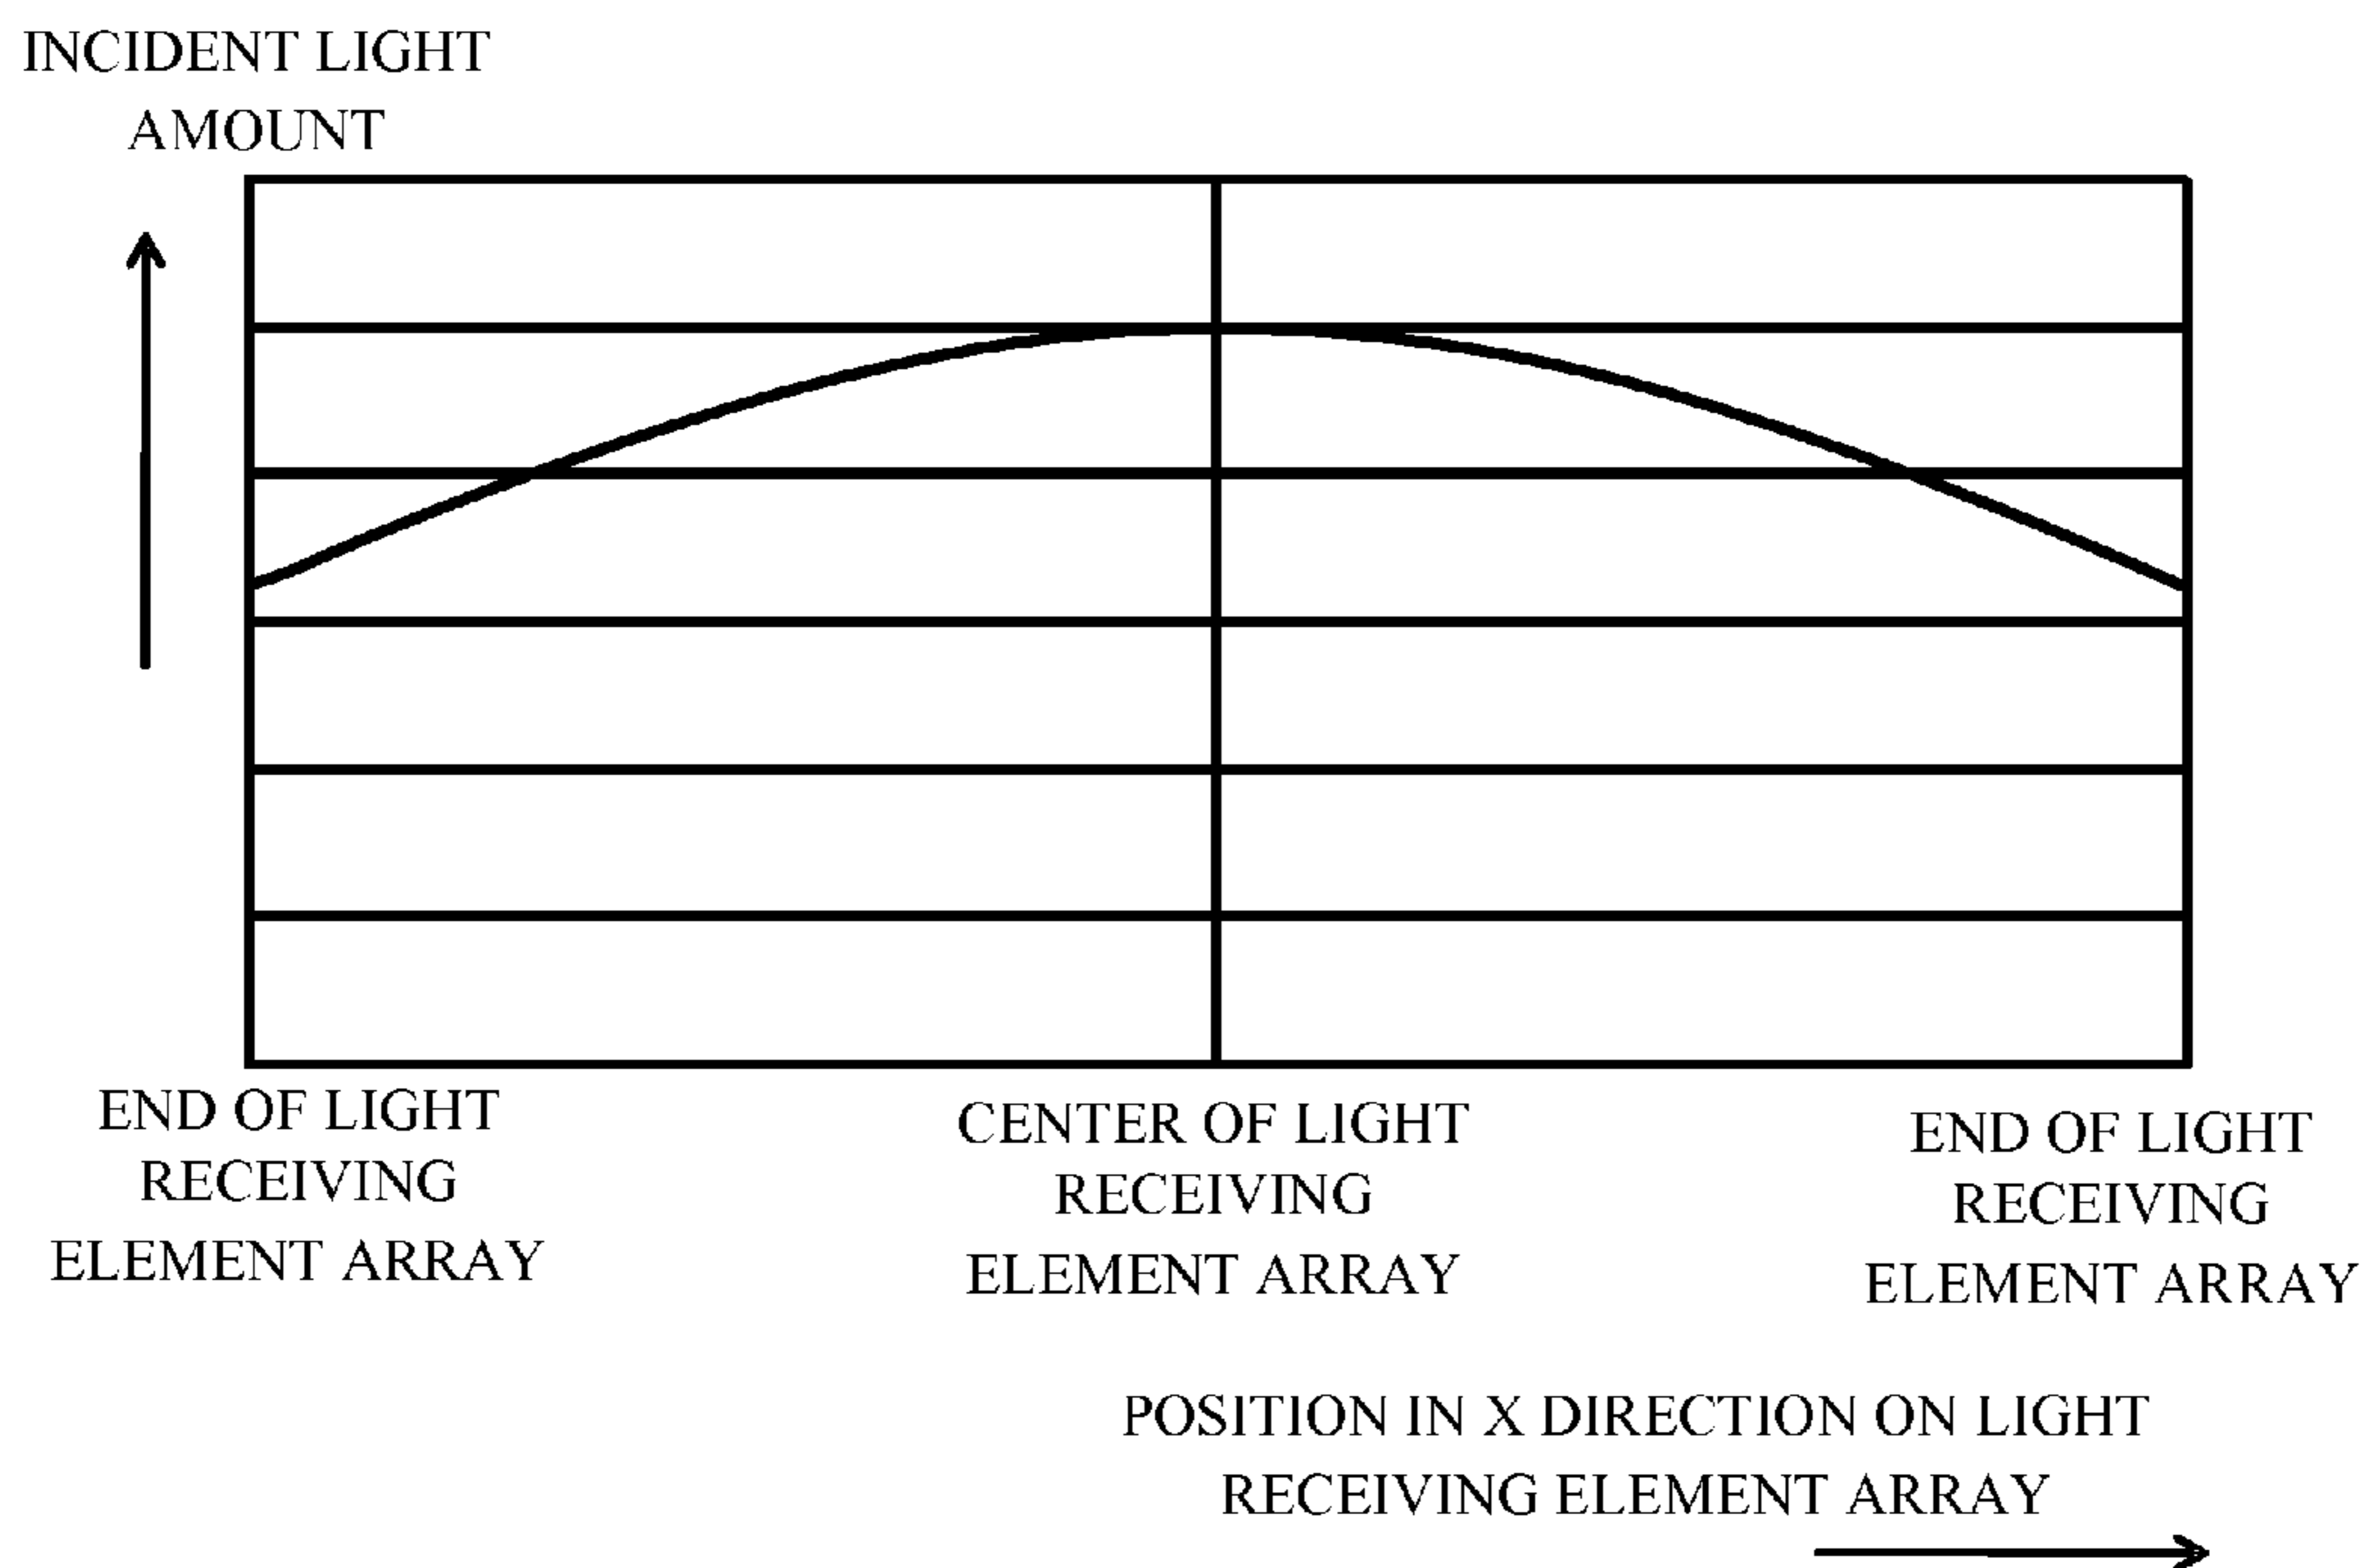 INCIDENT LIGHT
AMOUNT
END OF LIGHT
RECEIVING
ELEMENT ARRAY
CENTER OF LIGHT
RECEIVING
ELEMENT ARRAY
END OF LIGHT
RECEIVING
ELEMENT ARRAY
POSITION IN X DIRECTION ON LIGHT
RECEIVING ELEMENT ARRAY